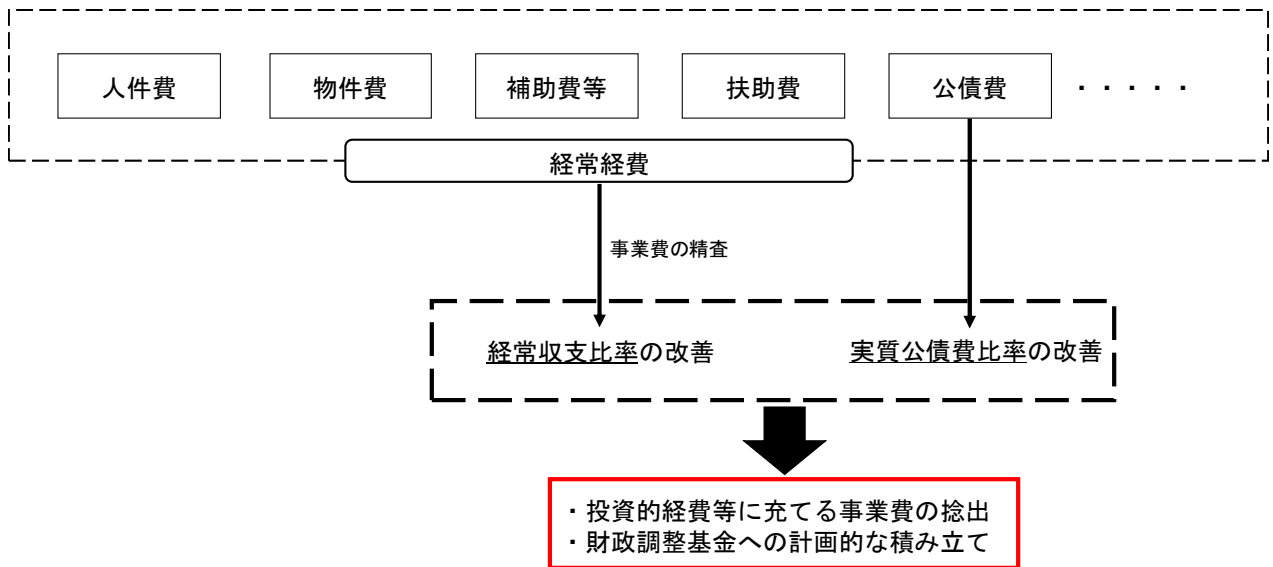 人件費
物件費
補助費等
扶助費
公債費
・・・・・
経常経費
事業費の精査
経常収支比率の改善
実質公債費比率の改善
・投資的経費等に充てる事業費の捻出
・財政調整基金への計画的な積み立て